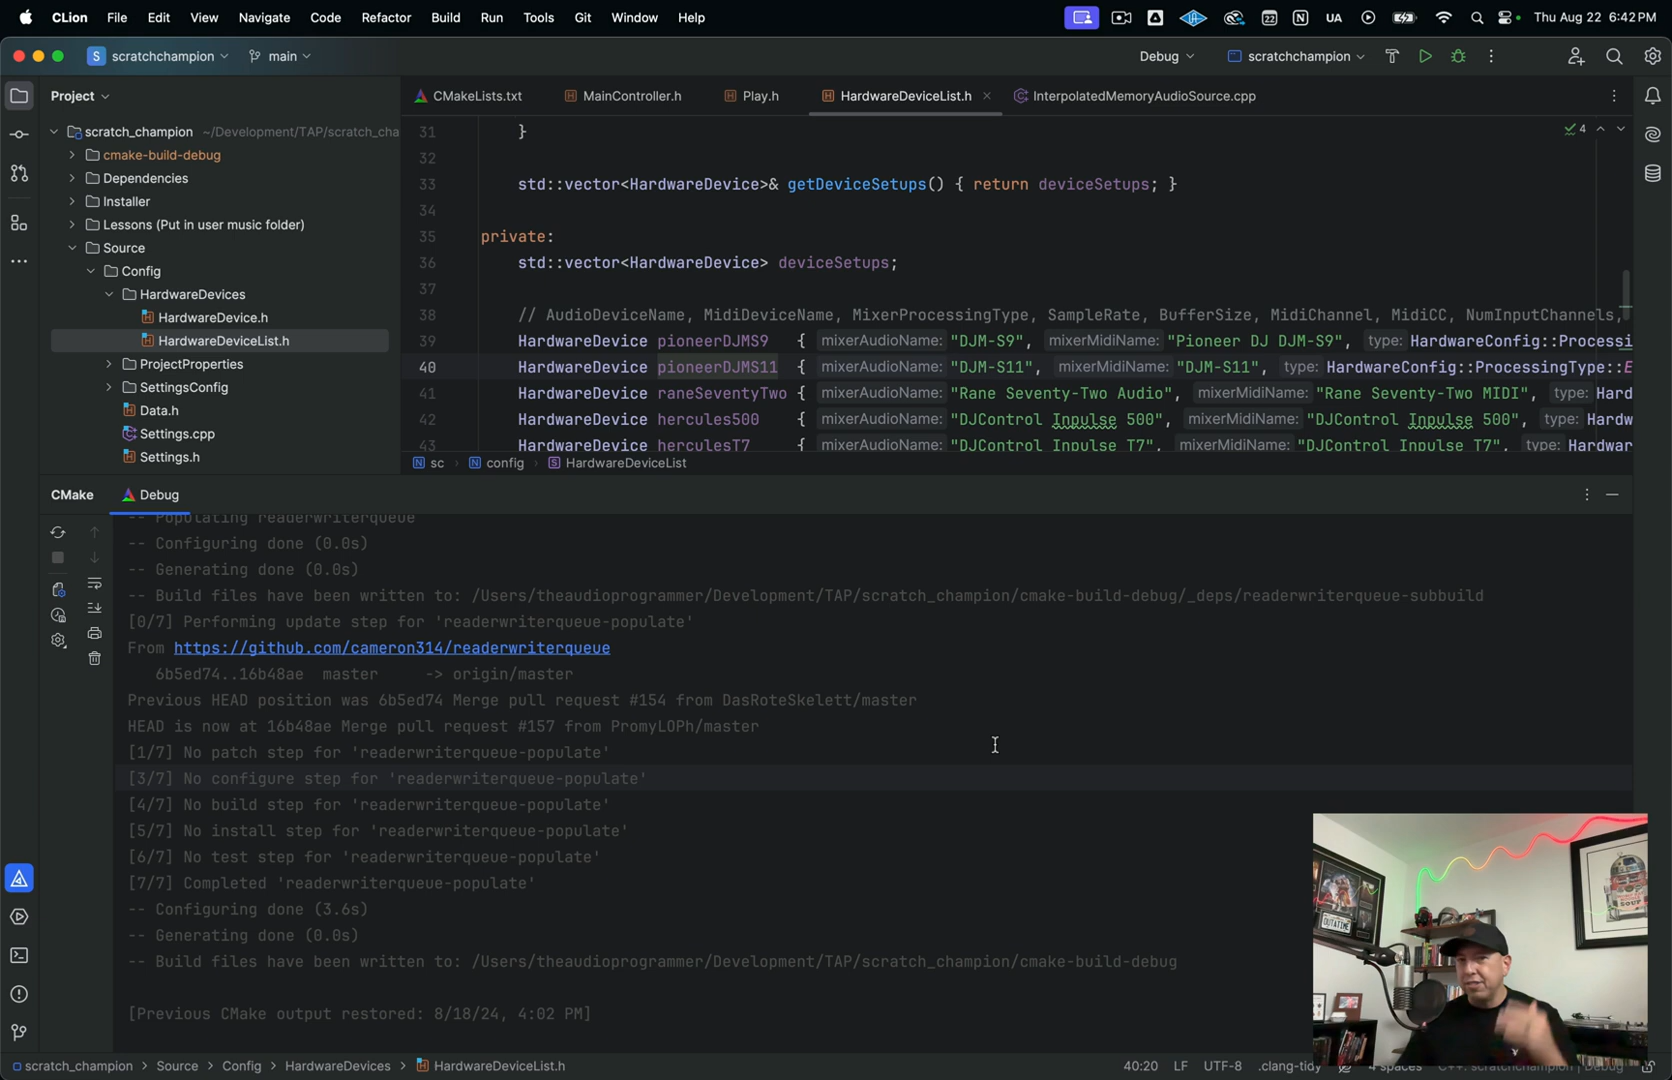 CLion File Edit View Navigate Code Refactor Build Run Tools Git Window Help
22 UA Thu Aug 22 6:42 PM
S scratchchampion main Debug scratchchampion
Project
CMakeLists.txt MainController.h Play.h HardwareDeviceList.h InterpolatedMemoryAudioSource.cpp
scratch_champion ~/Development/TAP/scratch_cha
cmake-build-debug
Dependencies
Installer
Lessons (Put in user music folder)
Source
Config
HardwareDevices
HardwareDevice.h
HardwareDeviceList.h
ProjectProperties
SettingsConfig
Data.h
Settings.cpp
Settings.h
4
31 }
32
33 std::vector<HardwareDevice>& getDeviceSetups() { return deviceSetups; }
34
35 private:
36 std::vector<HardwareDevice> deviceSetups;
37
38 // AudioDeviceName, MidiDeviceName, MixerProcessingType, SampleRate, BufferSize, MidiChannel, MidiCC, NumInputChannels,
39 HardwareDevice pioneerDJMS9 { mixerAudioName: "DJM-S9", mixerMidiName: "Pioneer DJ DJM-S9", type: HardwareConfig::Processi
40 HardwareDevice pioneerDJMS11 { mixerAudioName: "DJM-S11", mixerMidiName: "DJM-S11", type: HardwareConfig::ProcessingType::E
41 HardwareDevice raneSeventyTwo { mixerAudioName: "Rane Seventy-Two Audio", mixerMidiName: "Rane Seventy-Two MIDI", type: Hard
42 HardwareDevice hercules500 { mixerAudioName: "DJControl Inpulse 500", mixerMidiName: "DJControl Inpulse 500", type: Hardw
43 HardwareDevice herculesT7 { mixerAudioName: "DJControl Inpulse T7", mixerMidiName: "DJControl Inpulse T7", type: Hardwar
sc config HardwareDeviceList
CMake Debug
-- Populating readerwriterqueue
-- Configuring done (0.0s)
-- Generating done (0.0s)
-- Build files have been written to: /Users/theaudioprogrammer/Development/TAP/scratch_champion/cmake-build-debug/_deps/readerwriterqueue-subbuild
[0/7] Performing update step for 'readerwriterqueue-populate'
From https://github.com/cameron314/readerwriterqueue
6b5ed74..16b48ae master -> origin/master
Previous HEAD position was 6b5ed74 Merge pull request #154 from DasRoteSkelett/master
HEAD is now at 16b48ae Merge pull request #157 from PromyLOPh/master
[1/7] No patch step for 'readerwriterqueue-populate'
[3/7] No configure step for 'readerwriterqueue-populate'
[4/7] No build step for 'readerwriterqueue-populate'
[5/7] No install step for 'readerwriterqueue-populate'
[6/7] No test step for 'readerwriterqueue-populate'
[7/7] Completed 'readerwriterqueue-populate'
-- Configuring done (3.6s)
-- Generating done (0.0s)
-- Build files have been written to: /Users/theaudioprogrammer/Development/TAP/scratch_champion/cmake-build-debug
[Previous CMake output restored: 8/18/24, 4:02 PM]
OUTATIME
SOUP
scratch_champion Source Config HardwareDevices HardwareDeviceList.h
40:20 LF UTF-8 .clang-tidy 4 spaces C++: scratchchampion | Debug